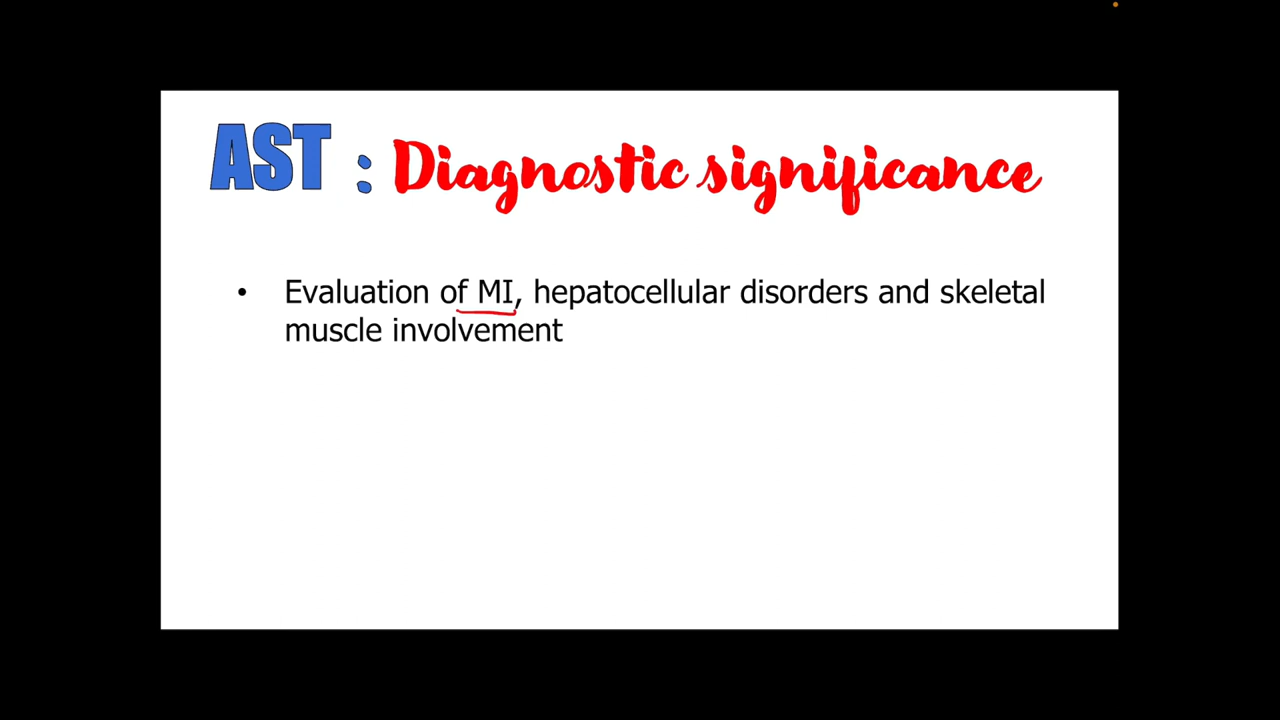 AST : Diagnostic significance
• Evaluation of MI, hepatocellular disorders and skeletal
muscle involvement